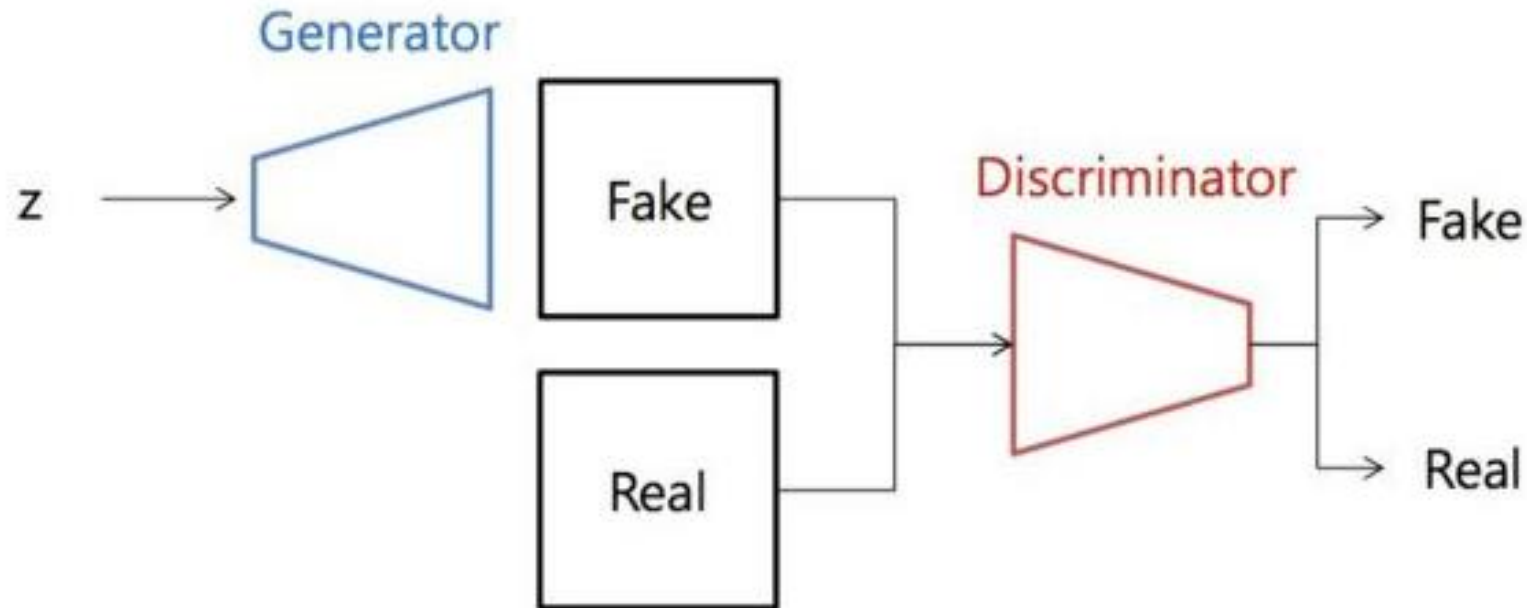 Generator
z
Fake
Discriminator
Fake
Real
Real